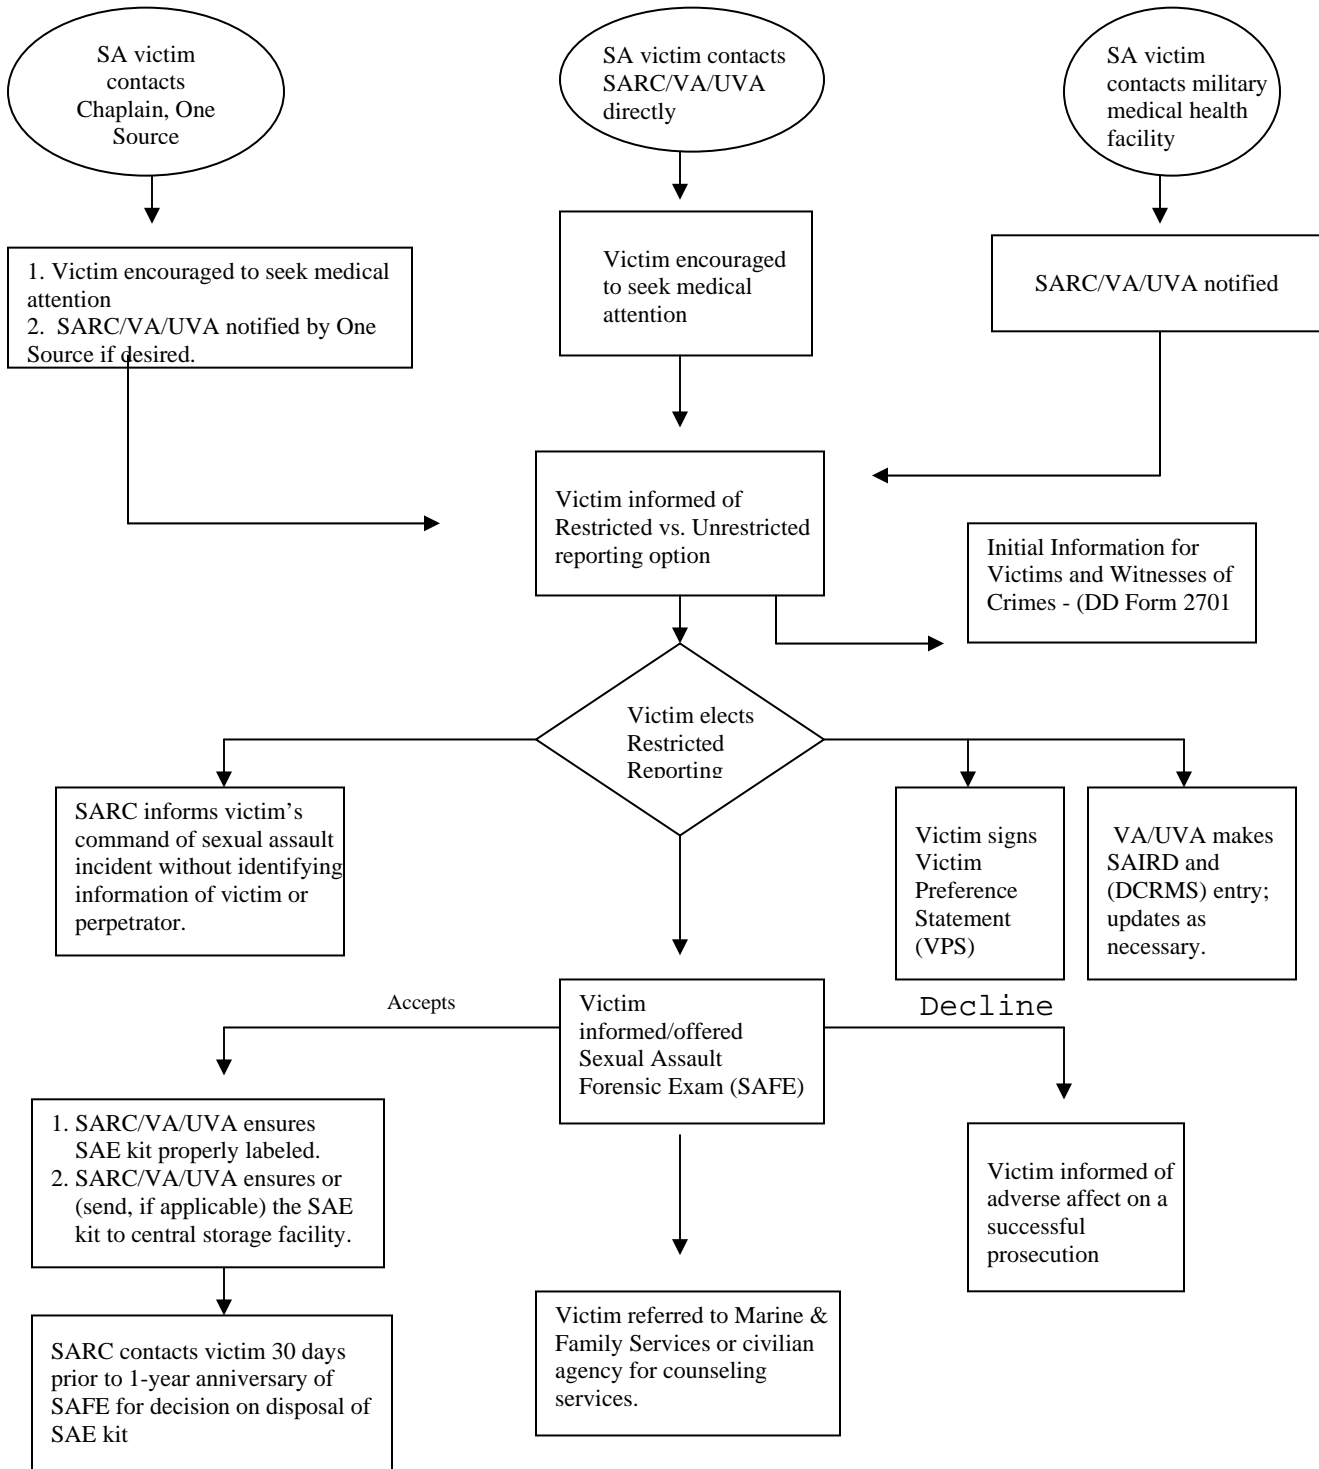 SA victim
contacts
Chaplain, One
Source
SA victim contacts
SARC/VA/UVA
directly
SA victim
contacts military
medical health
facility
1. Victim encouraged to seek medical
attention
2. SARC/VA/UVA notified by One
Source if desired.
Victim encouraged
to seek medical
attention
SARC/VA/UVA notified
Victim informed of
Restricted vs. Unrestricted
reporting option
Initial Information for
Victims and Witnesses of
Crimes - (DD Form 2701
Victim elects
Restricted
Reporting
SARC informs victim’s
command of sexual assault
incident without identifying
information of victim or
perpetrator.
Victim signs
Victim
Preference
Statement
(VPS)
VA/UVA makes
SAIRD and
(DCRMS) entry;
updates as
necessary.
Accepts
Victim
informed/offered
Sexual Assault
Forensic Exam (SAFE)
Decline
1. SARC/VA/UVA ensures
SAE kit properly labeled.
2. SARC/VA/UVA ensures or
(send, if applicable) the SAE
kit to central storage facility.
Victim informed of
adverse affect on a
successful
prosecution
SARC contacts victim 30 days
prior to 1-year anniversary of
SAFE for decision on disposal of
SAE kit
Victim referred to Marine &
Family Services or civilian
agency for counseling
services.